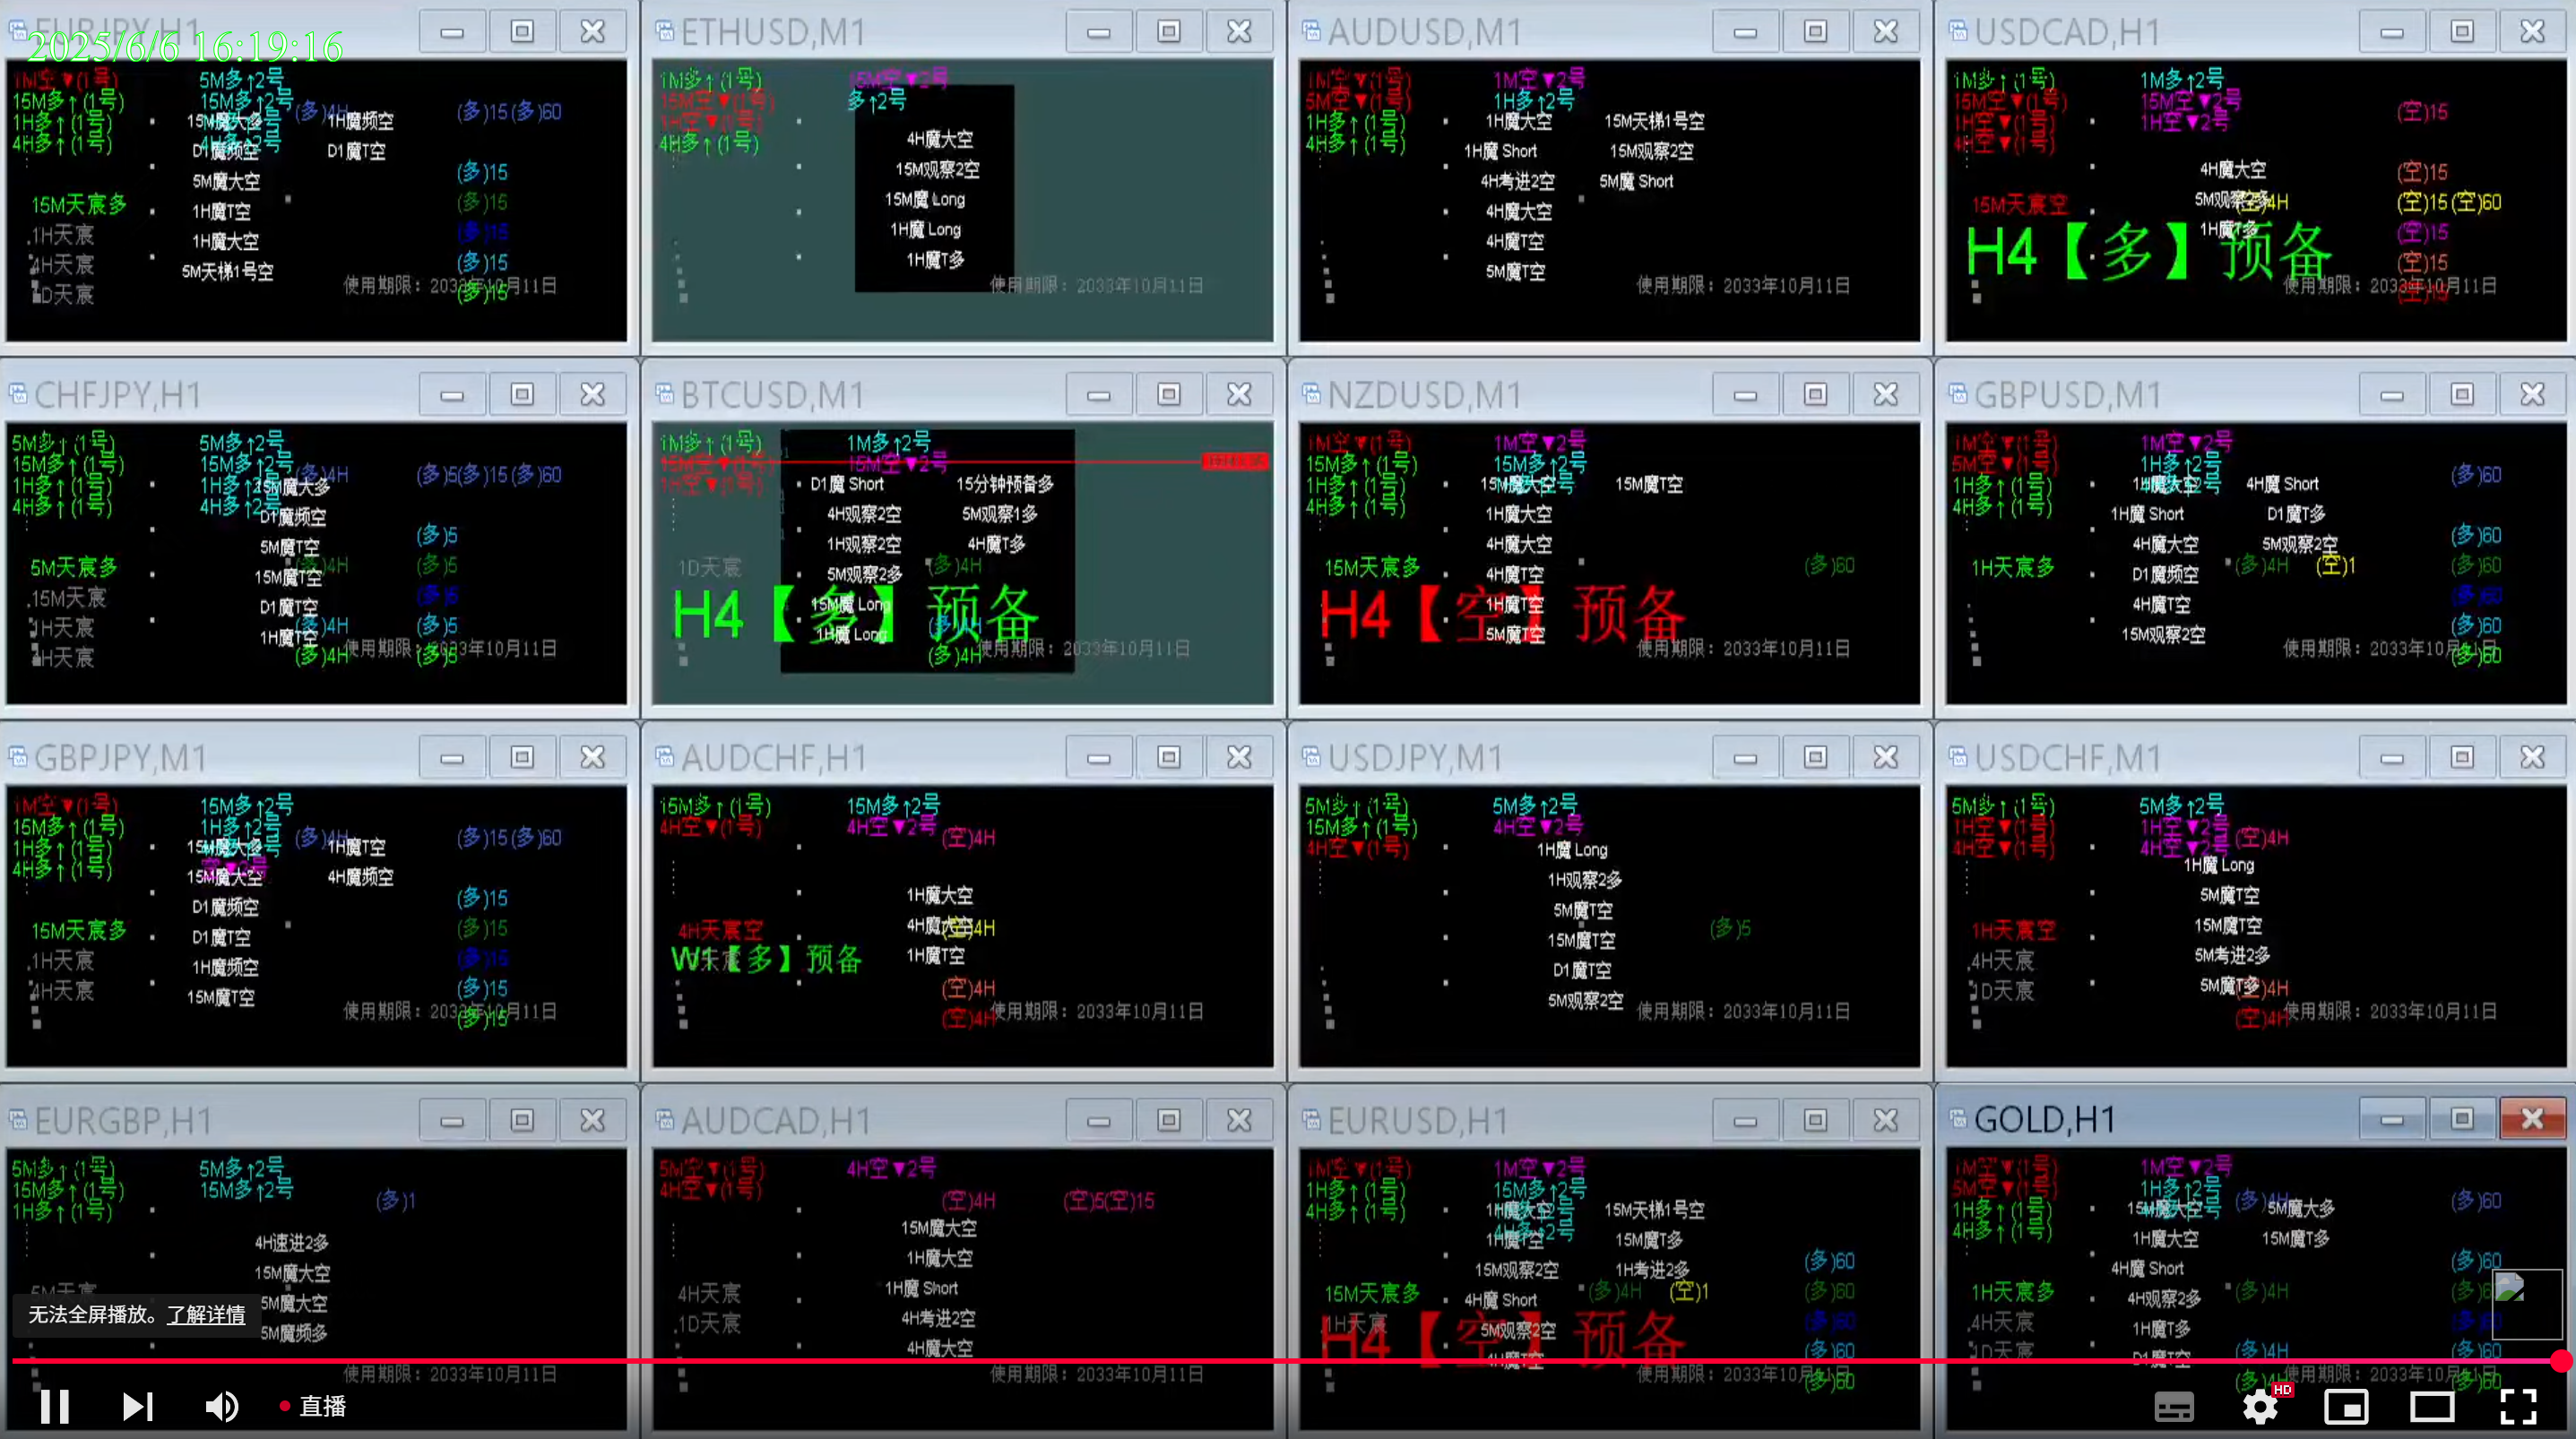 EURJPY,H1
2025/6/6 16:19:16
1M空▼(1号) 5M多↑2号
15M多↑(1号) 15M多↑2号 (多)4H (多)15(多)60
1H多↑(1号) 15M魔大多 1H魔频空
4H多↑(1号) 4H多↑2号
D1魔频空 D1魔T空
5M魔大空 (多)15
15M天宸多 1H魔T空 (多)15
.1H天宸 1H魔大空 (多)15
4H天宸 5M天梯1号空 (多)15
D天宸 使用期限：2033年10月11日 (多)15
ETHUSD,M1
1M多↑(1号) 15M空▼2号
15M空▼(1号) 多↑2号
1H空▼(1号)
4H多↑(1号) 4H魔大空
15M观察2空
15M魔 Long
1H魔 Long
1H魔T多
使用期限：2033年10月11日
AUDUSD,M1
1M空▼(1号) 1M空▼2号
5M空▼(1号) 1H多↑2号
1H多↑(1号) 1H魔大空 15M天梯1号空
4H多↑(1号) 1H魔 Short 15M观察2空
4H考进2空 5M魔 Short
4H魔大空
4H魔T空
5M魔T空
使用期限：2033年10月11日
USDCAD,H1
1M多↑(1号) 1M多↑2号
15M空▼(1号) 15M空▼2号 (空)15
1H空▼(1号) 1H空▼2号
4H空▼(1号)
4H魔大空 (空)15
15M天宸空 5M观察2多 (空)4H (空)15(空)60
1H魔T多 (空)15
H4【多】预备 (空)15
使用期限：2033年10月11日 (空)15
CHFJPY,H1
5M多↑(1号) 5M多↑2号
15M多↑(1号) 15M多↑2号 (多)4H (多)5(多)15(多)60
1H多↑(1号) 1H多↑2号 15M魔大多
4H多↑(1号) 4H多↑2号
D1魔频空
5M魔T空 (多)5
5M天宸多 15M魔T空 (多)4H (多)5
.15M天宸 D1魔T空 (多)5
1H天宸 1H魔T空 (多)4H (多)5
4H天宸 (多)4H (多)5 使用期限：2033年10月11日
BTCUSD,M1
1M多↑(1号) 1M多↑2号
15M空▼(1号) 15M空▼2号
1H空▼(1号) D1魔 Short 15分钟预备多
4H观察2空 5M观察1多
1H观察2空 4H魔T多
1D天宸 5M观察2多 (多)4H
15M魔 Long
H4【多】预备
1H魔 Long
(多)4H 使用期限：2033年10月11日
NZDUSD,M1
1M空▼(1号) 1M空▼2号
15M多↑(1号) 15M多↑2号
1H多↑(1号) 15M魔大空 15M魔T空
1H魔大空
4H魔大空
15M天宸多 4H魔T空 (多)60
1H魔T空
H4【空】预备
5M魔T空
使用期限：2033年10月11日
GBPUSD,M1
1M空▼(1号) 1M空▼2号
5M空▼(1号) 1H多↑2号 (多)60
1H多↑(1号) 1H魔大空 4H魔 Short
4H多↑(1号) 1H魔 Short D1魔T多
4H魔大空 5M观察2空 (多)60
1H天宸多 D1魔频空 (多)4H (空)1 (多)60
4H魔T空 (多)60
15M观察2空 (多)60
使用期限：2033年10月11日 (多)60
GBPJPY,M1
1M空▼(1号) 15M多↑2号
15M多↑(1号) 1H多↑2号 (多)4H (多)15(多)60
1H多↑(1号) 15M魔大多 1H魔T空
4H多↑(1号) 空▼2号
15M魔大空 4H魔频空
D1魔频空 (多)15
15M天宸多 D1魔T空 (多)15
.1H天宸 1H魔频空 (多)15
4H天宸 15M魔T空 (多)15
使用期限：2033年10月11日 (多)15
AUDCHF,H1
15M多↑(1号) 15M多↑2号
4H空▼(1号) 4H空▼2号 (空)4H
1H魔大空
4H天宸空 4H魔大空 (空)4H
W1【多】预备 1H魔T空
(空)4H
(空)4H 使用期限：2033年10月11日
USDJPY,M1
5M多↑(1号) 5M多↑2号
15M多↑(1号) 4H空▼2号
4H空▼(1号) 1H魔 Long
1H观察2多
5M魔T空
15M魔T空 (多)5
D1魔T空
5M观察2空
使用期限：2033年10月11日
USDCHF,M1
5M多↑(1号) 5M多↑2号
1H空▼(1号) 1H空▼2号 (空)4H
4H空▼(1号) 4H空▼2号
1H魔 Long
5M魔T空
1H天宸空 15M魔T空
.4H天宸 5M考进2多
1D天宸 5M魔T多 (空)4H
(空)4H 使用期限：2033年10月11日
EURGBP,H1
5M多↑(1号) 5M多↑2号
15M多↑(1号) 15M多↑2号 (多)1
1H多↑(1号)
4H速进2多
15M魔大空
5M天宸 5M魔大空
5M魔频多
无法全屏播放。了解详情
使用期限：2033年10月11日
AUDCAD,H1
5M空▼(1号) 4H空▼2号
4H空▼(1号) (空)4H (空)5(空)15
15M魔大空
1H魔大空
4H天宸 1H魔 Short
.1D天宸 4H考进2空
4H魔大空
使用期限：2033年10月11日
EURUSD,H1
1M空▼(1号) 1M空▼2号
1H多↑(1号) 15M多↑2号
4H多↑(1号) 1H魔大空 15M天梯1号空
4H多↑2号
1H魔T空 15M魔T多
15M观察2空 1H考进2多 (多)60
15M天宸多 4H魔 Short (多)4H (空)1 (多)60
1H天宸 5M观察2空 (多)60
H4【空】预备
4H魔T空 (多)60
使用期限：2033年10月11日 (多)60
GOLD,H1
1M空▼(1号) 1M空▼2号
5M空▼(1号) 1H多↑2号 (多)4H (多)60
1H多↑(1号) 15M魔大空 5M魔大多
4H多↑(1号) 1H魔大空 15M魔T多
4H魔 Short (多)60
1H天宸多 4H观察2多 (多)4H
.4H天宸 1H魔T多
1D天宸 D1魔T空 (多)4H (多)60
使用期限：2033年10月11日 (多)60
直播
HD